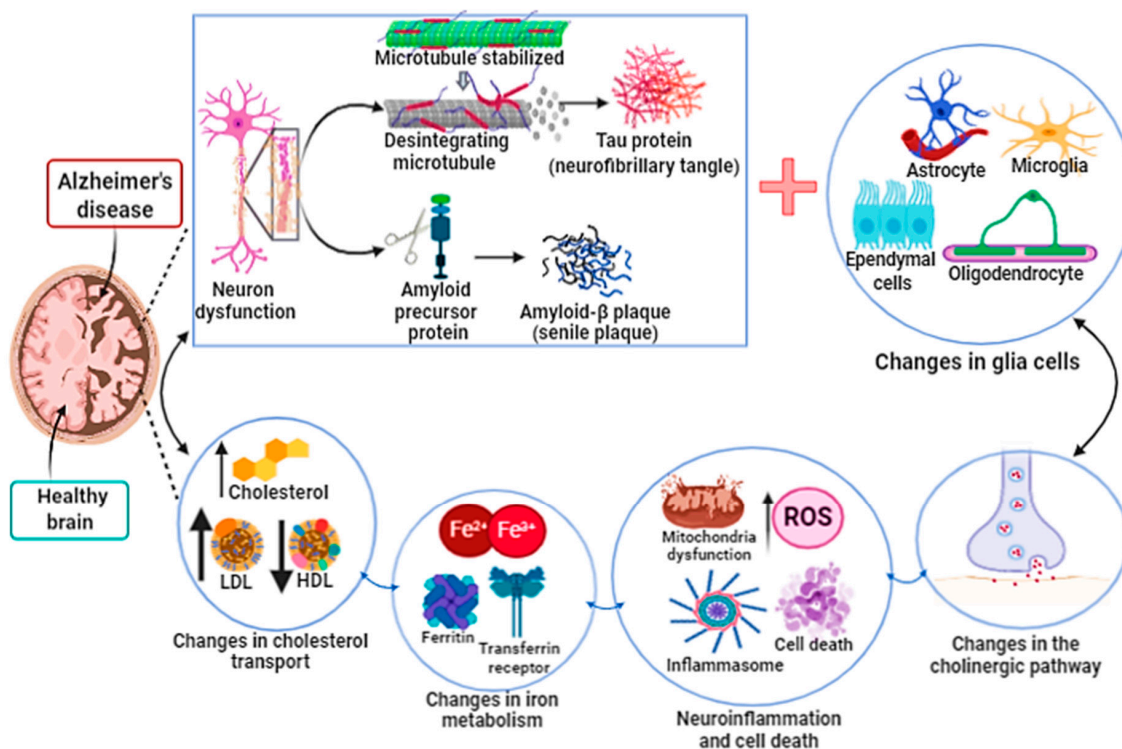 Alzheimer's
disease
Healthy
brain
Microtubule stabilized
Desintegrating
microtubule
Tau protein
(neurofibrillary tangle)
Neuron
dysfunction
Amyloid
precursor
protein
Amyloid-β plaque
(senile plaque)
Astrocyte
Microglia
Ependymal
cells
Oligodendrocyte
Changes in glia cells
Cholesterol
LDL
HDL
Changes in cholesterol
transport
Fe2+
Fe3+
Ferritin
Transferrin
receptor
Changes in iron
metabolism
Mitochondria
dysfunction
ROS
Inflammasome
Cell death
Neuroinflammation
and cell death
Changes in the
cholinergic pathway